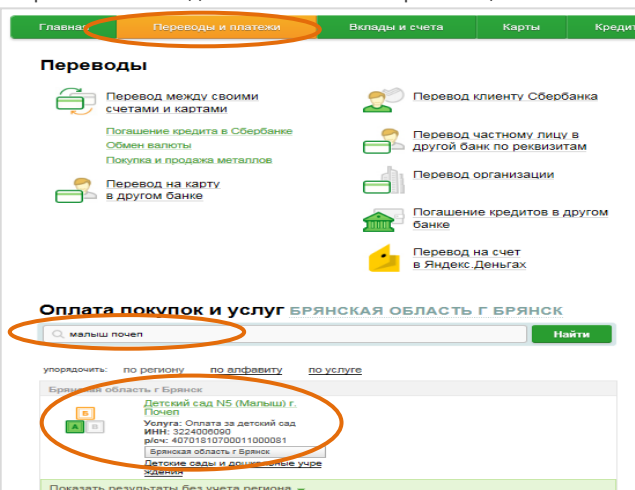 Главная Переводы и платежи Вклады и счета Карты
Переводы
Перевод между своими
счетами и картами
Погашение кредита в Сбербанке
Обмен валюты
Покупка и продажа металлов
Перевод на карту
в другом банке
Перевод клиенту Сбербанка
Перевод частному лицу в
другой банк по реквизитам
Перевод организации
Погашение кредитов в другом
банке
Перевод на счет
в Яндекс.Деньгах
Оплата покупок и услуг БРЯНСКАЯ ОБЛАСТЬ Г БРЯНСК
малыш почеп Найти
упорядочить: по региону по алфавиту по услуге
Брянская область г Брянск
Б
А В
Детский сад N5 (Малыш) г.
Почеп
Услуга: Оплата за детский сад
ИНН: 3224006090
р/сч: 40701810700011000081
Брянская область г Брянск
Детские сады и дошкольные учре
ждения
Показать результаты без учета региона